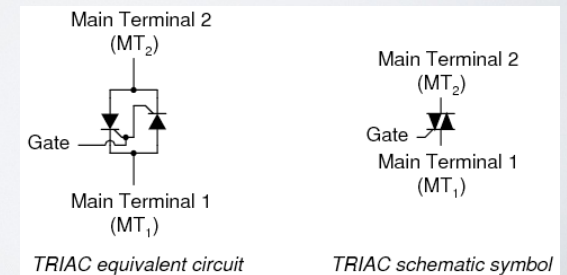 Main Terminal 2
(MT2)
Gate
Main Terminal 1
(MT1)
TRIAC equivalent circuit
Main Terminal 2
(MT2)
Gate
Main Terminal 1
(MT1)
TRIAC schematic symbol